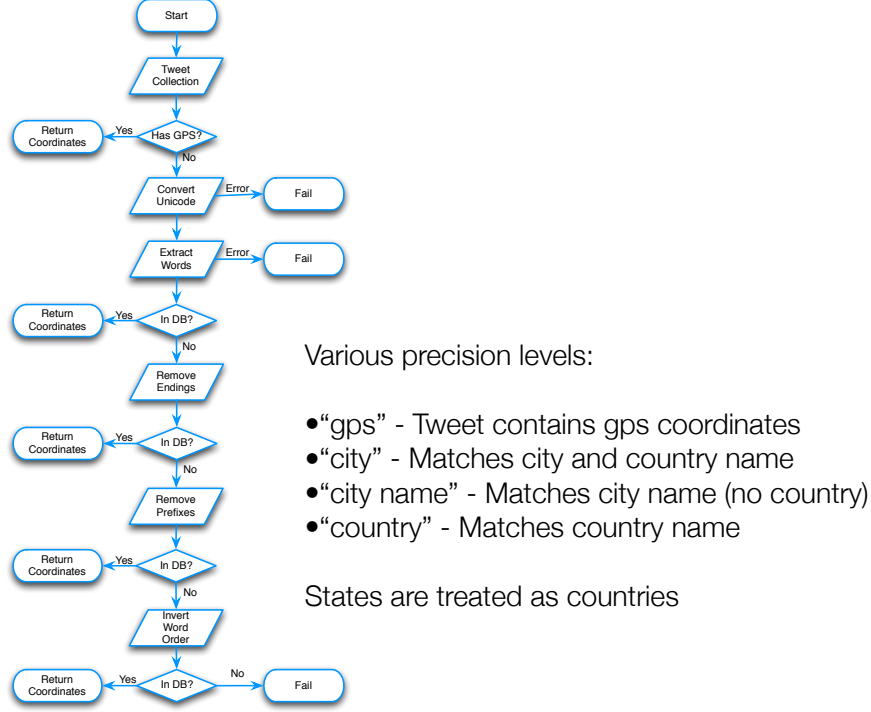 Start
Tweet
Collection
Return
Coordinates
Yes
Has GPS?
No
Convert
Unicode
Error
Fail
Extract
Words
Error
Fail
Return
Coordinates
Yes
In DB?
No
Remove
Endings
Return
Coordinates
Yes
In DB?
No
Remove
Prefixes
Return
Coordinates
Yes
In DB?
No
Invert
Word
Order
Return
Coordinates
Yes
In DB?
No
Fail
Various precision levels:
•“gps” - Tweet contains gps coordinates
•“city” - Matches city and country name
•“city name” - Matches city name (no country)
•“country” - Matches country name
States are treated as countries